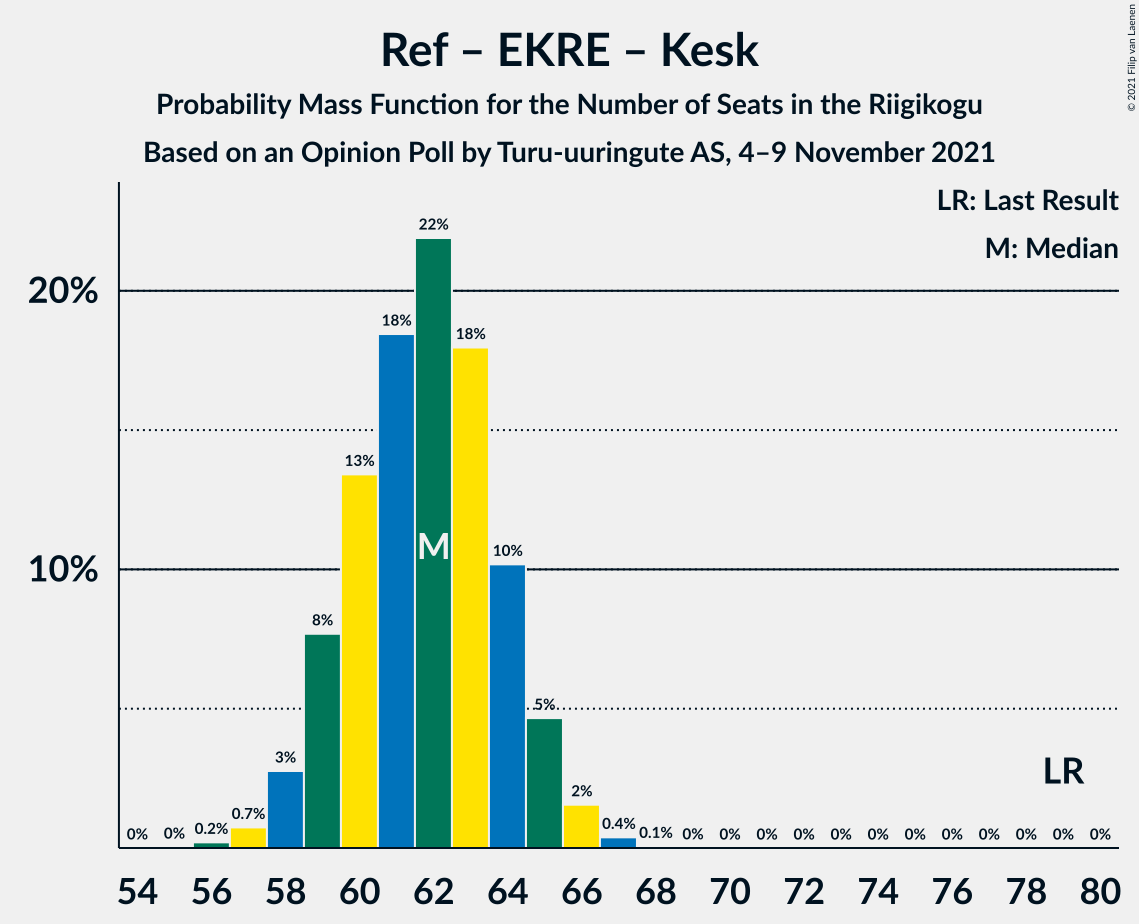 Ref – EKRE – Kesk
Probability Mass Function for the Number of Seats in the Riigikogu
Based on an Opinion Poll by Turu-uuringute AS, 4–9 November 2021
© 2021 Filip van Laenen
LR: Last Result
M: Median
22%
20%
18%
18%
13%
M
10%
10%
8%
5%
3%
LR
2%
0.7%
0.4%
0% 0% 0.2% 0.1% 0% 0% 0% 0% 0% 0% 0% 0% 0% 0% 0% 0%
54 56 58 60 62 64 66 68 70 72 74 76 78 80